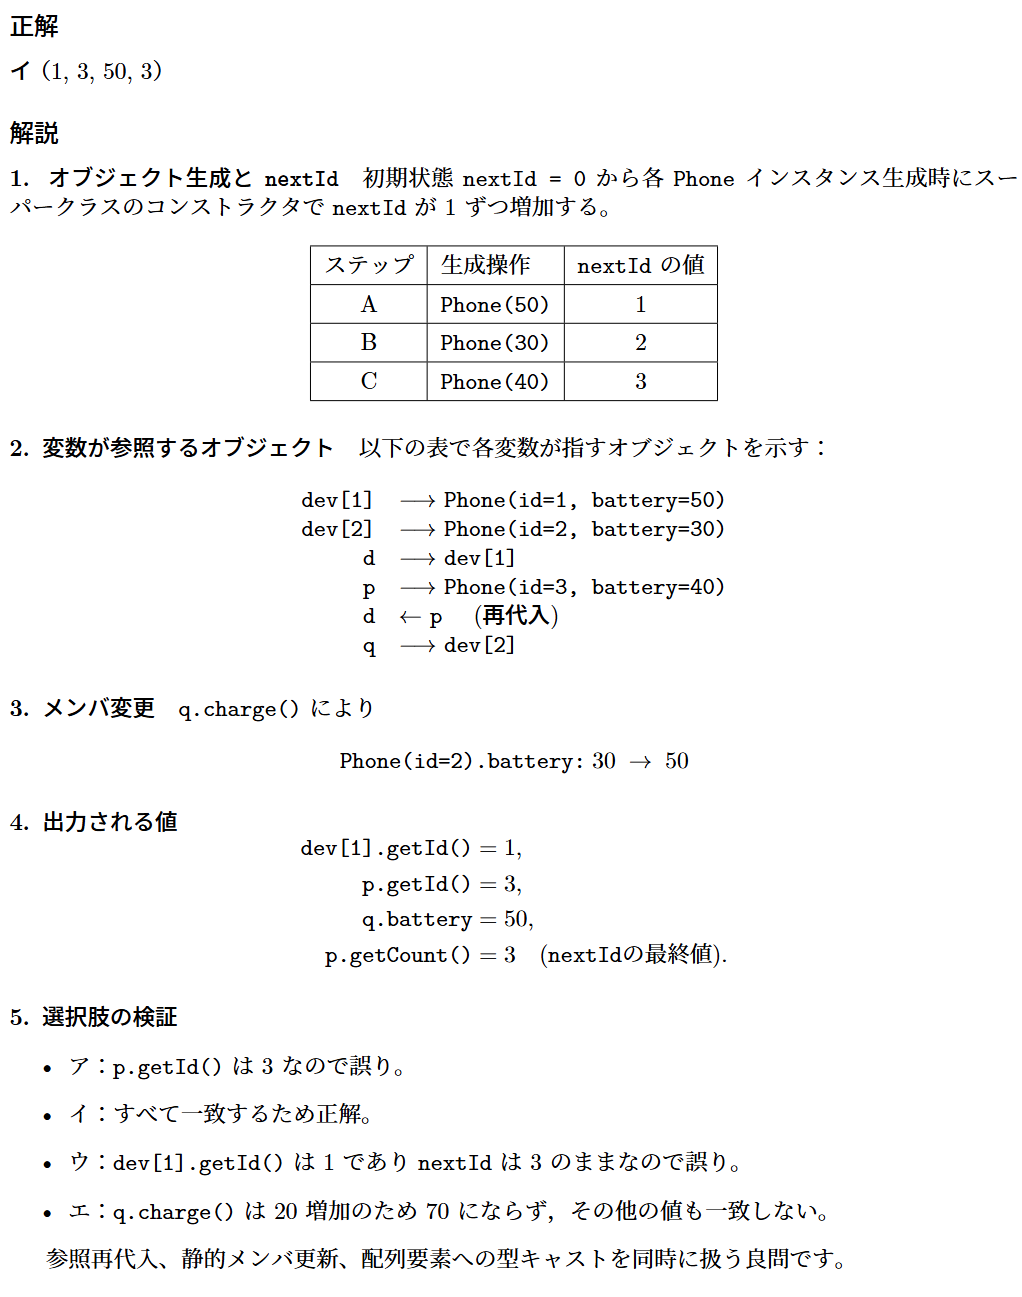 正解
イ (1, 3, 50, 3)
解説
1. オブジェクト生成と nextId 初期状態 nextId = 0 から各 Phone インスタンス生成時にスー
パークラスのコンストラクタで nextId が 1 ずつ増加する。
ステップ 生成操作 nextId の値
A Phone(50) 1
B Phone(30) 2
C Phone(40) 3
2. 変数が参照するオブジェクト 以下の表で各変数が指すオブジェクトを示す：
dev[1] ⟶ Phone(id=1, battery=50)
dev[2] ⟶ Phone(id=2, battery=30)
d ⟶ dev[1]
p ⟶ Phone(id=3, battery=40)
d ← p (再代入)
q ⟶ dev[2]
3. メンバ変更 q.charge() により
Phone(id=2).battery: 30 → 50
4. 出力される値
dev[1].getId() = 1,
p.getId() = 3,
q.battery = 50,
p.getCount() = 3 (nextIdの最終値).
5. 選択肢の検証
• ア：p.getId() は 3 なので誤り。
• イ：すべて一致するため正解。
• ウ：dev[1].getId() は 1 であり nextId は 3 のままなので誤り。
• エ：q.charge() は 20 増加のため 70 にならず，その他の値も一致しない。
参照再代入、静的メンバ更新、配列要素への型キャストを同時に扱う良問です。